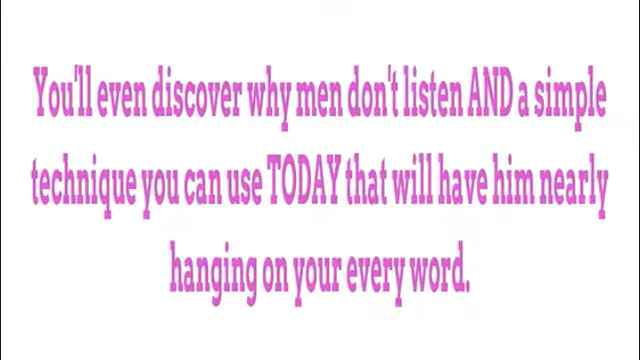 You'll even discover why men don't listen AND a simple
technique you can use TODAY that will have him nearly
hanging on your every word.